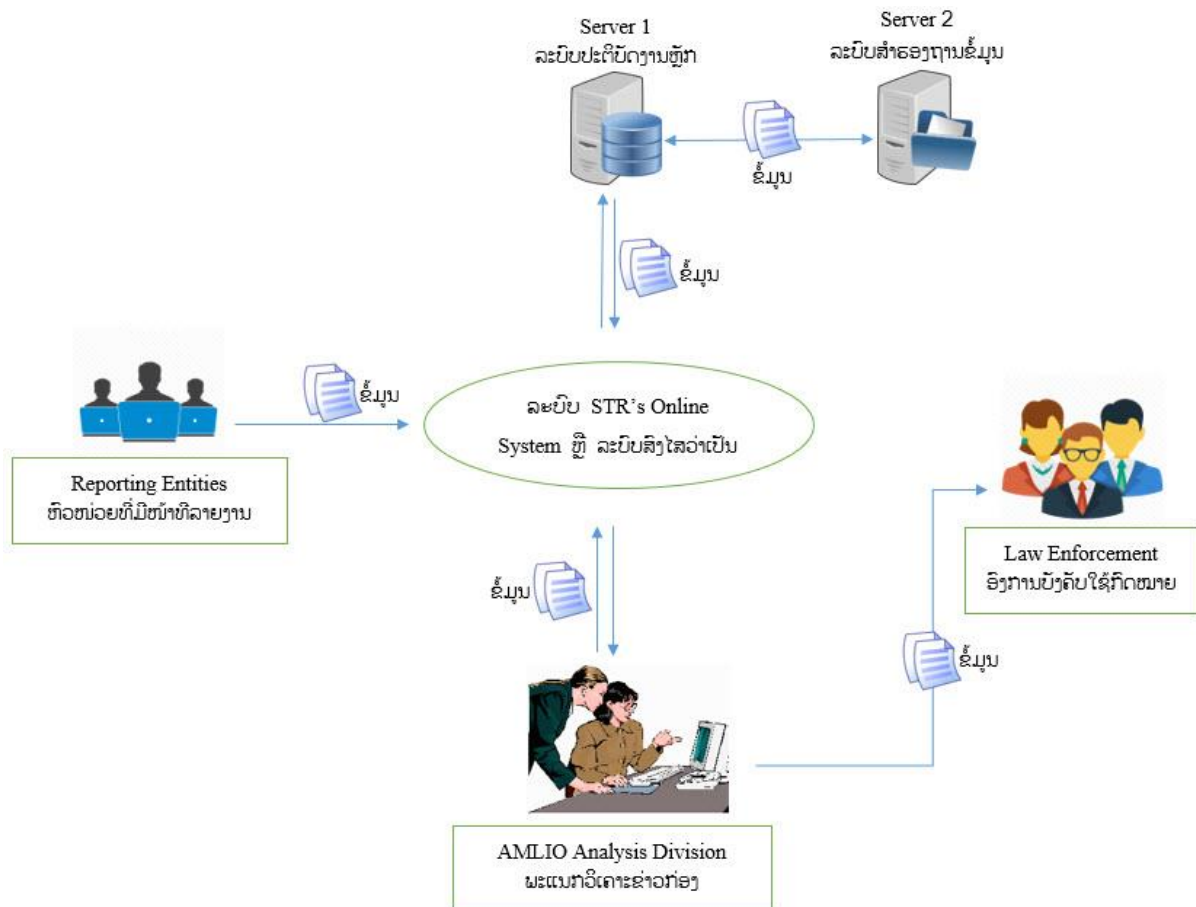 Server 1
ລະບົບປະຕິບັດງານຫຼັກ
Server 2
ລະບົບສຳຮອງຖານຂໍ້ມູນ
ຂໍ້ມູນ
ຂໍ້ມູນ
ຂໍ້ມູນ
ລະບົບ STR's Online
System ຫຼື ລະບົບສົງໄສວ່າເປັນ
Reporting Entities
ຫົວໜ່ວຍທີ່ມີໜ້າທີລາຍງານ
Law Enforcement
ອົງການບັງຄັບໃຊ້ກົດໝາຍ
ຂໍ້ມູນ
ຂໍ້ມູນ
AMLIO Analysis Division
ພະແນກວິເຄາະຂ່າວກ່ອງ